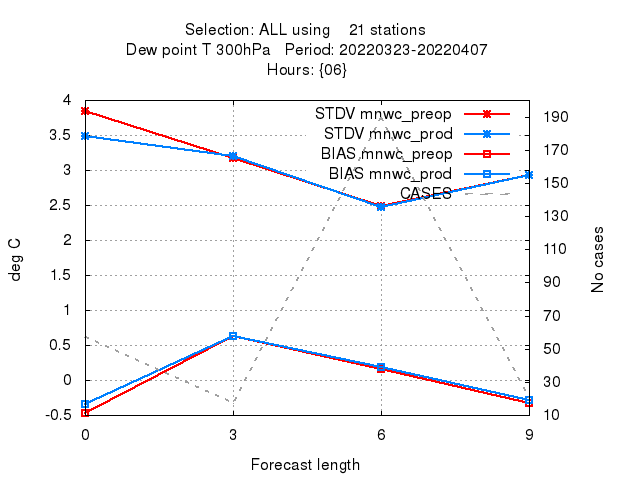 Selection: ALL using    21 stations
Dew point T 300hPa   Period: 20220323-20220407
Hours: {06}
STDV mnwc_preop
STDV mnwc_prod
BIAS mnwc_preop
BIAS mnwc_prod
CASES
4
3.5
3
2.5
2
1.5
1
0.5
0
-0.5
deg C
190
170
150
130
110
90
70
50
30
10
No cases
0 3 6 9
Forecast length